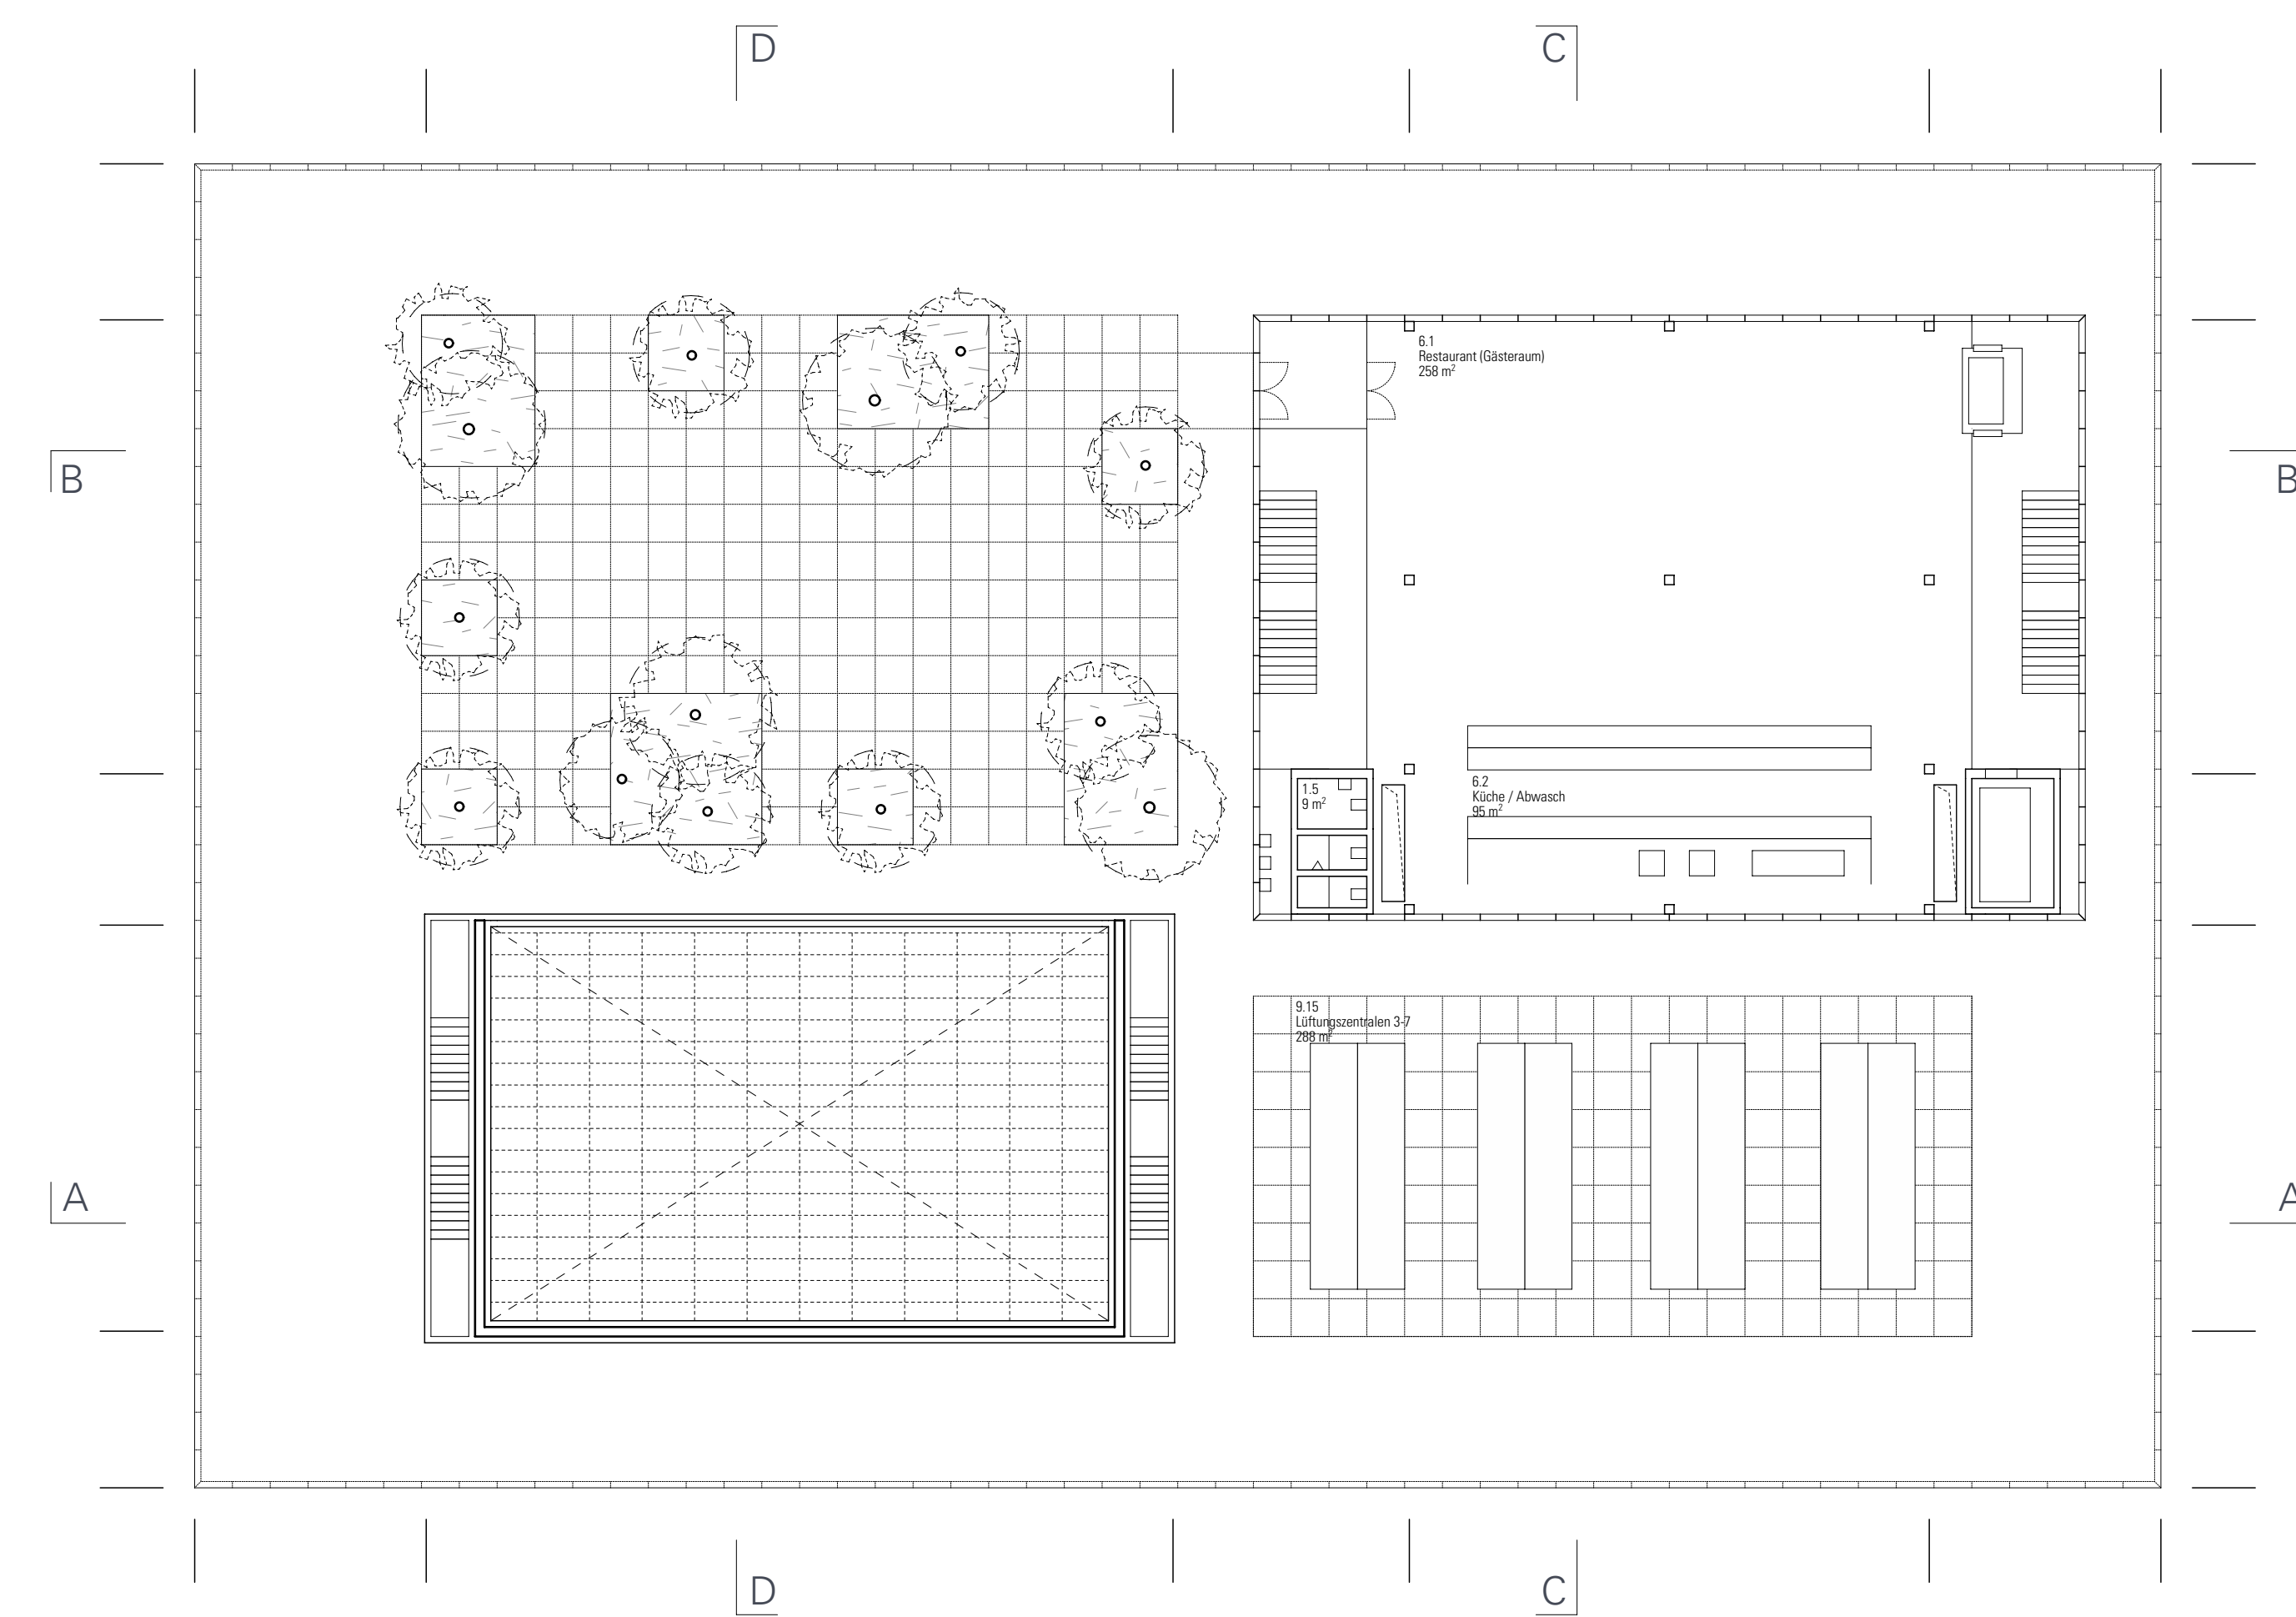 D
C
6.1
Restaurant (Gästeraum)
258 m²
B
B
6.2
Küche / Abwasch
95 m²
1.5
9 m²
9.15
Lüftungszentralen 3-7
288 m²
A
A
D
C